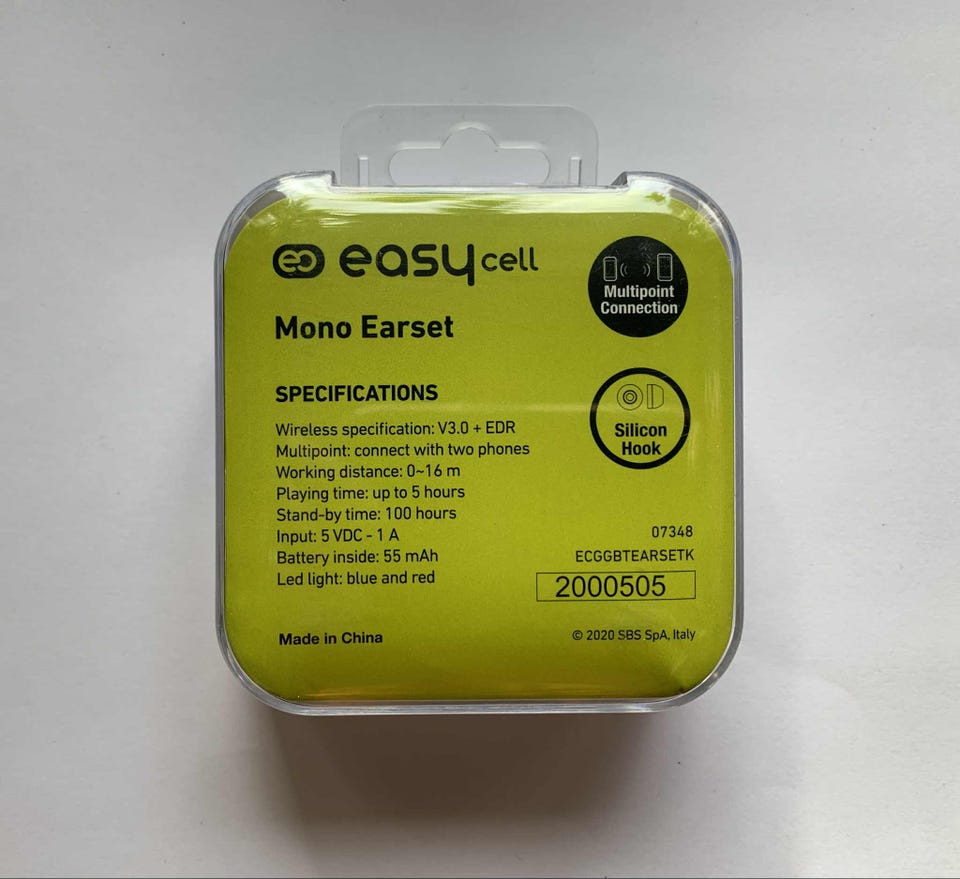 easycell
Multipoint
Connection
Mono Earset
SPECIFICATIONS
Wireless specification: V3.0 + EDR
Multipoint: connect with two phones
Working distance: 0~16 m
Playing time: up to 5 hours
Stand-by time: 100 hours
Input: 5 VDC - 1 A
Battery inside: 55 mAh
Led light: blue and red
Silicon
Hook
07348
ECGGBTEARSETK
2000505
Made in China
© 2020 SBS SpA, Italy